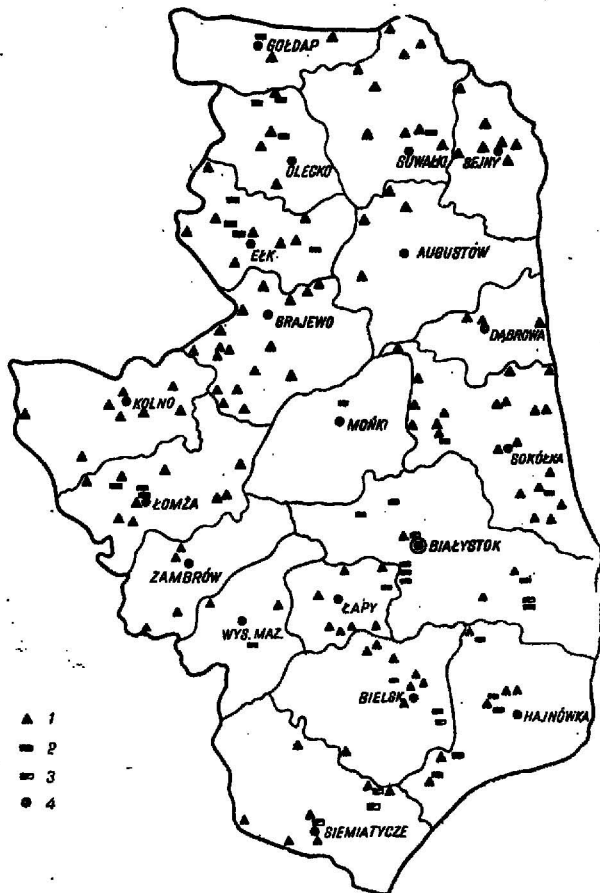 GOŁDAP
OLECKO
SUWAŁKI
SEJNY
EŁK
AUGUSTÓW
GRAJEWO
DĄBROWA
KOLNO
MOŃKI
SOKÓŁKA
ŁOMŻA
BIAŁYSTOK
ZAMBRÓW
ŁAPY
WYS. MAZ.
BIELSK
HAJNÓWKA
1
2
3
4
SIEMIATYCZE